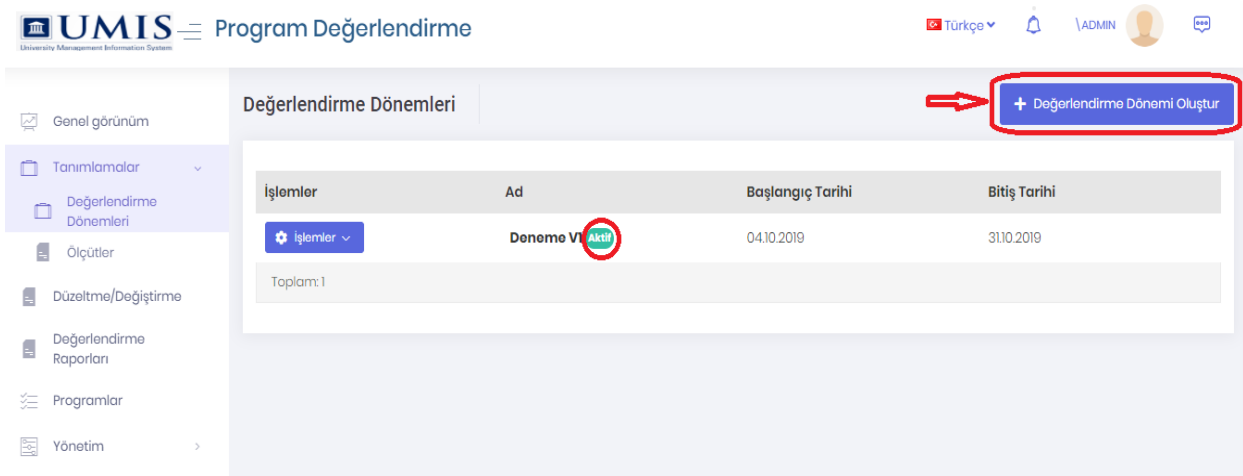 UMIS
University Management Information System
Program Değerlendirme
Türkçe
\ADMIN
Genel görünüm
Tanımlamalar
Değerlendirme
Dönemleri
Ölçütler
Düzeltme/Değiştirme
Değerlendirme
Raporları
Programlar
Yönetim
Değerlendirme Dönemleri
+ Değerlendirme Dönemi Oluştur
İşlemler Ad Başlangıç Tarihi Bitiş Tarihi
İşlemler Deneme V1 Aktif 04.10.2019 31.10.2019
Toplam: 1